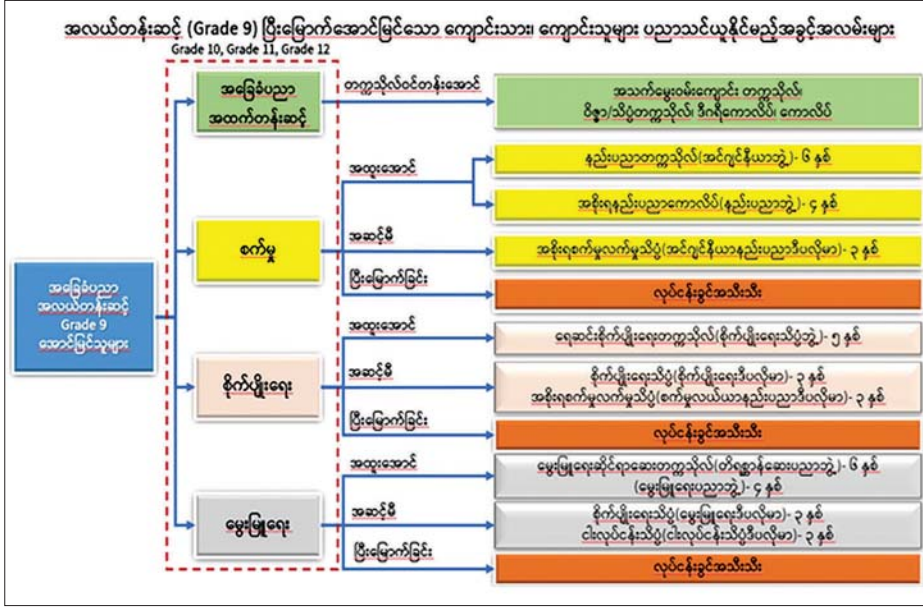 အလယ်တန်းဆင့် (Grade 9) ပြီးမြောက်အောင်မြင်သော ကျောင်းသား၊ ကျောင်းသူများ ပညာသင်ယူနိုင်မည့်အခွင့်အလမ်းများ
Grade 10, Grade 11, Grade 12
အခြေခံပညာ
အလယ်တန်းဆင့်
Grade 9
အောင်မြင်သူများ
အခြေခံပညာ
အထက်တန်းဆင့်
တက္ကသိုလ်ဝင်တန်းအောင်
အသက်မွေးဝမ်းကျောင်း တက္ကသိုလ်၊
ဝိဇ္ဇာ/သိပ္ပံတက္ကသိုလ်၊ ဒီဂရီကောလိပ်၊ ကောလိပ်
စက်မှု
အထူးအောင်
နည်းပညာတက္ကသိုလ်(အင်ဂျင်နီယာဘွဲ့)- ၆ နှစ်
အစိုးရနည်းပညာကောလိပ်(နည်းပညာဘွဲ့)- ၄ နှစ်
အဆင့်မီ
အစိုးရစက်မှုလက်မှုသိပ္ပံ(အင်ဂျင်နီယာနည်းပညာဒီပလိုမာ)- ၃ နှစ်
ပြီးမြောက်ခြင်း
လုပ်ငန်းခွင်အသီးသီး
စိုက်ပျိုးရေး
အထူးအောင်
ရေဆင်းစိုက်ပျိုးရေးတက္ကသိုလ်(စိုက်ပျိုးရေးသိပ္ပံဘွဲ့)- ၅ နှစ်
အဆင့်မီ
စိုက်ပျိုးရေးသိပ္ပံ(စိုက်ပျိုးရေးဒီပလိုမာ)- ၃ နှစ်
အစိုးရစက်မှုလက်မှုသိပ္ပံ(စက်မှုလယ်ယာနည်းပညာဒီပလိုမာ)- ၃ နှစ်
ပြီးမြောက်ခြင်း
လုပ်ငန်းခွင်အသီးသီး
မွေးမြူရေး
အထူးအောင်
မွေးမြူရေးဆိုင်ရာဆေးတက္ကသိုလ်(တိရစ္ဆာန်ဆေးပညာဘွဲ့)- ၆ နှစ်
(မွေးမြူရေးပညာဘွဲ့)- ၄ နှစ်
အဆင့်မီ
စိုက်ပျိုးရေးသိပ္ပံ(မွေးမြူရေးဒီပလိုမာ)- ၃ နှစ်
ငါးလုပ်ငန်းသိပ္ပံ(ငါးလုပ်ငန်းသိပ္ပံဒီပလိုမာ)- ၃ နှစ်
ပြီးမြောက်ခြင်း
လုပ်ငန်းခွင်အသီးသီး